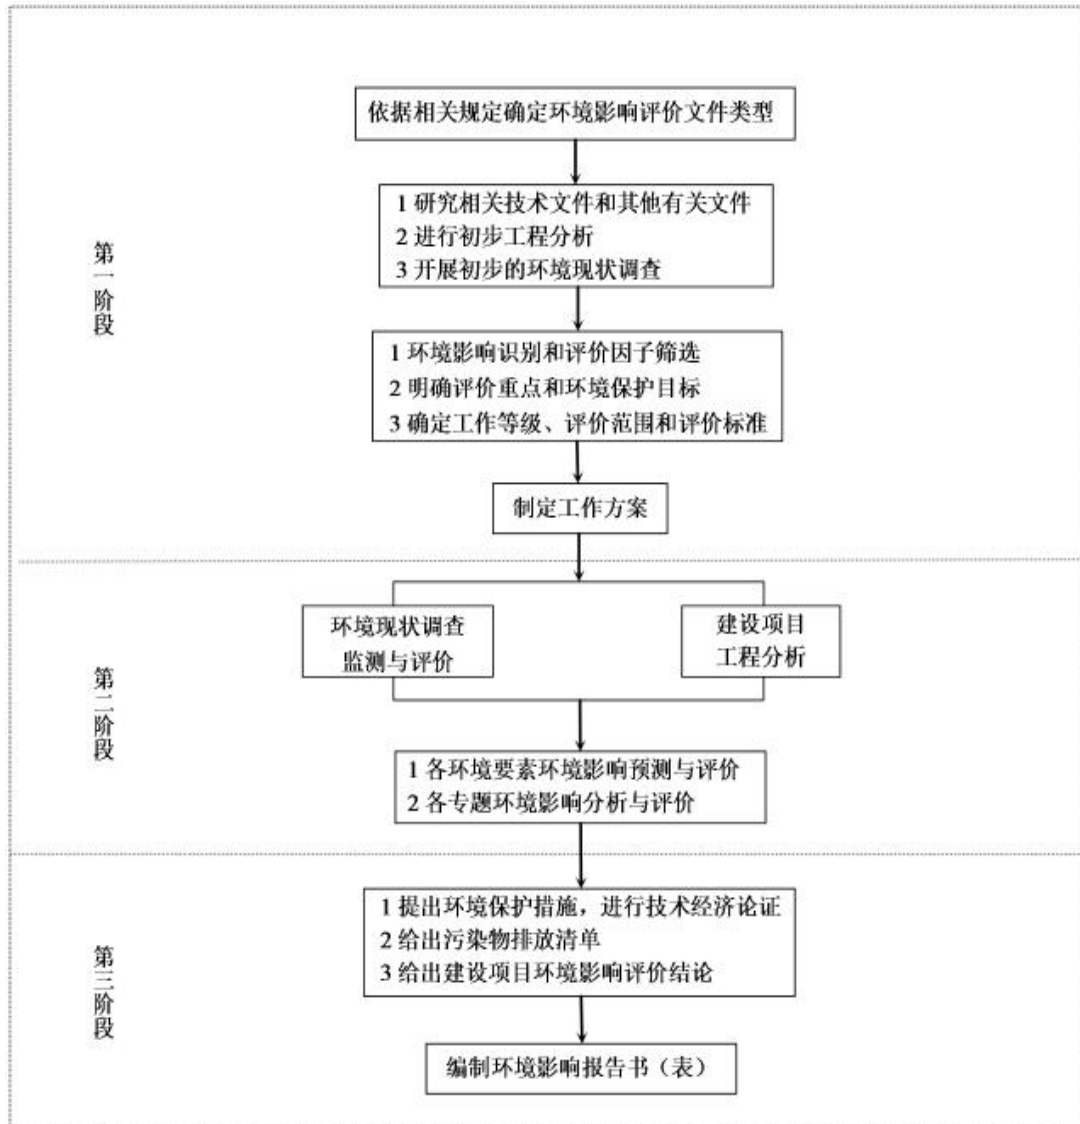 依据相关规定确定环境影响评价文件类型
1 研究相关技术文件和其他有关文件
2 进行初步工程分析
3 开展初步的环境现状调查
第一阶段
1 环境影响识别和评价因子筛选
2 明确评价重点和环境保护目标
3 确定工作等级、评价范围和评价标准
制定工作方案
环境现状调查
监测与评价
建设项目
工程分析
第二阶段
1 各环境要素环境影响预测与评价
2 各专题环境影响分析与评价
1 提出环境保护措施，进行技术经济论证
2 给出污染物排放清单
3 给出建设项目环境影响评价结论
第三阶段
编制环境影响报告书（表）